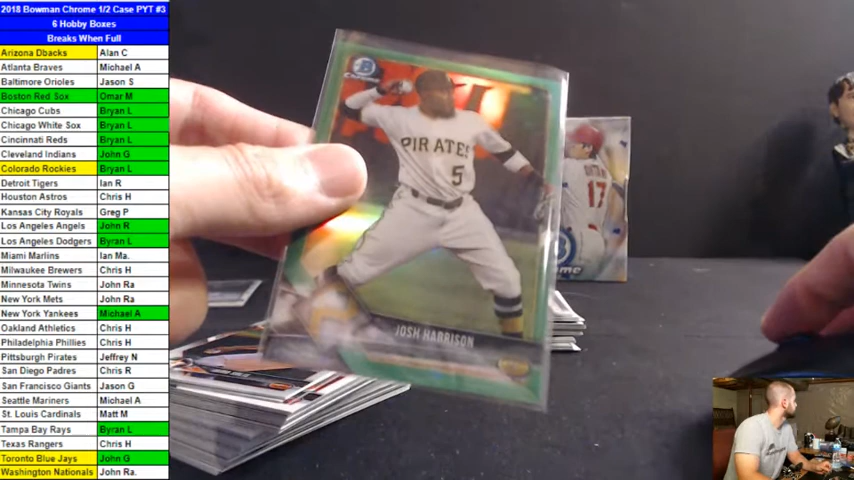 2018 Bowman Chrome 1/2 Case PYT #3
6 Hobby Boxes
Breaks When Full
Arizona Dbacks Alan C
Atlanta Braves Michael A
Baltimore Orioles Jason S
Boston Red Sox Omar M
Chicago Cubs Bryan L
Chicago White Sox Bryan L
Cincinnati Reds Bryan L
Cleveland Indians John G
Colorado Rockies Bryan L
Detroit Tigers Ian R
Houston Astros Chris H
Kansas City Royals Greg P
Los Angeles Angels John R
Los Angeles Dodgers Byran L
Miami Marlins Ian Ma.
Milwaukee Brewers Chris H
Minnesota Twins John Ra
New York Mets John Ra
New York Yankees Michael A
Oakland Athletics Chris H
Philadelphia Phillies Chris H
Pittsburgh Pirates Jeffrey N
San Diego Padres Chris R
San Francisco Giants Jason G
Seattle Mariners Michael A
St. Louis Cardinals Matt M
Tampa Bay Rays Byran L
Texas Rangers Chris H
Toronto Blue Jays John G
Washington Nationals John Ra.
Chrome
PIRATES
5
JOSH HARRISON
17